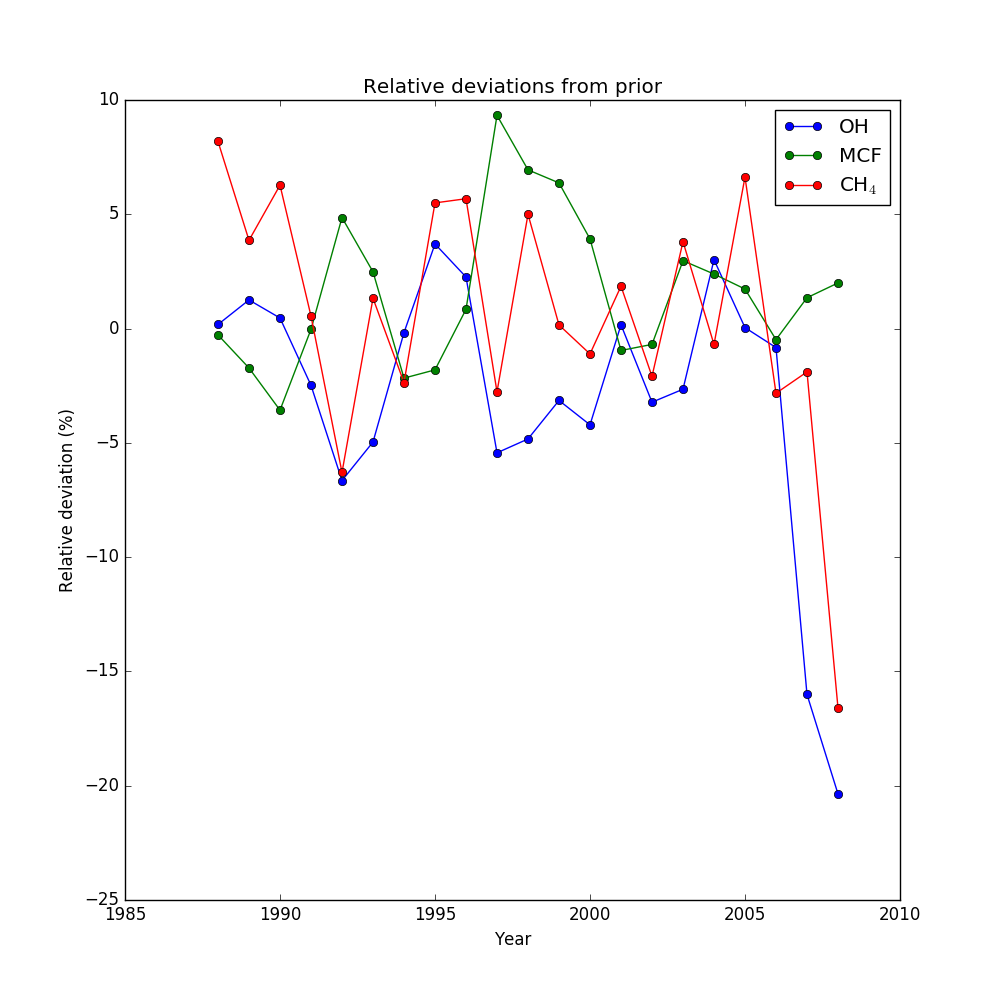 Relative deviations from prior
10
5
0
−5
−10
−15
−20
−25
Relative deviation (%)
1985 1990 1995 2000 2005 2010
Year
OH
MCF
CH₄